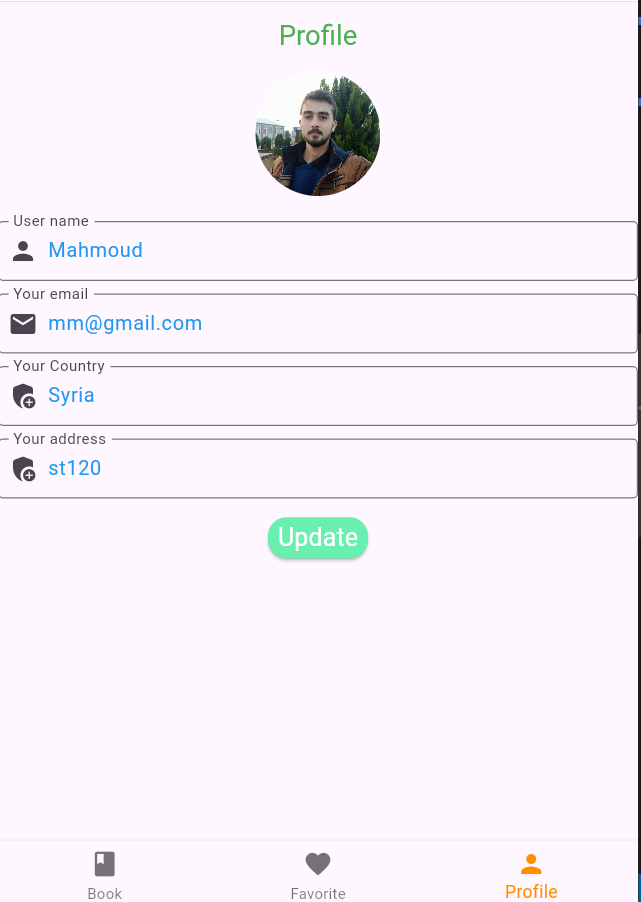 Profile
User name
Mahmoud
Your email
mm@gmail.com
Your Country
Syria
Your address
st120
Update
Book
Favorite
Profile